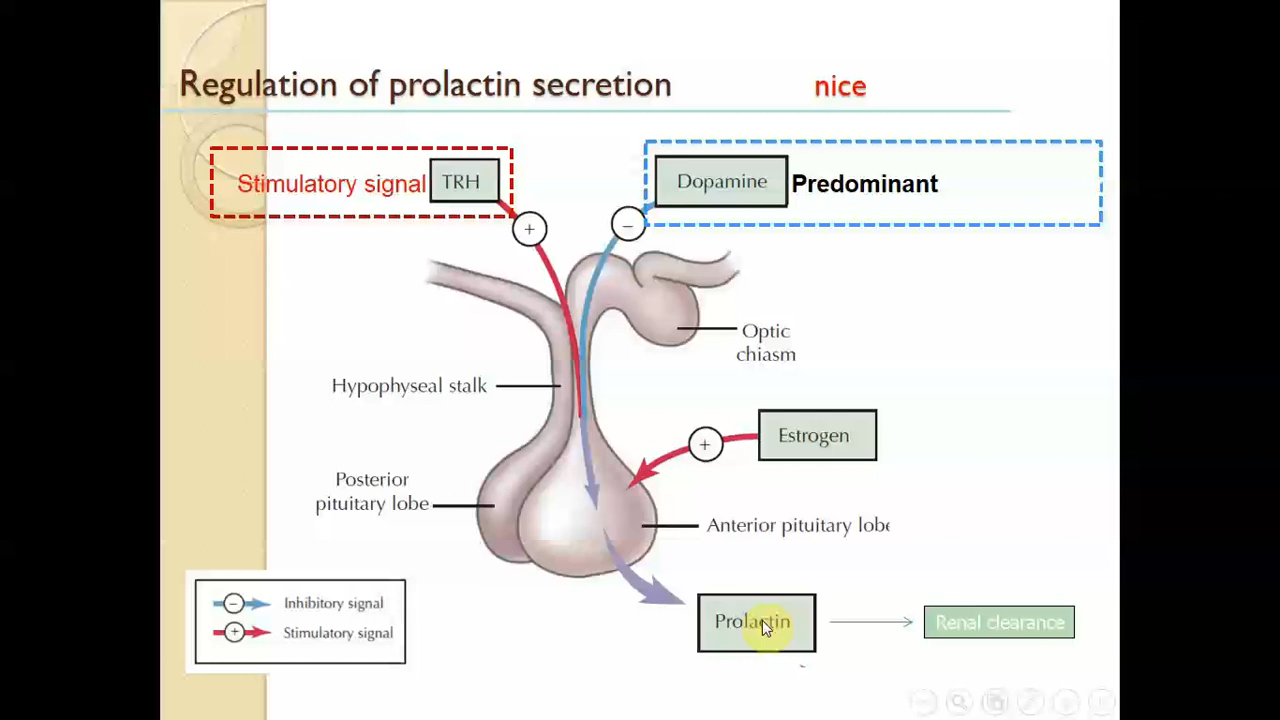 Regulation of prolactin secretion
nice
Stimulatory signal
TRH
Dopamine
Predominant
+
−
Optic
chiasm
Hypophyseal stalk
Estrogen
+
Posterior
pituitary lobe
Anterior pituitary lobe
− Inhibitory signal
+ Stimulatory signal
Prolactin
Renal clearance